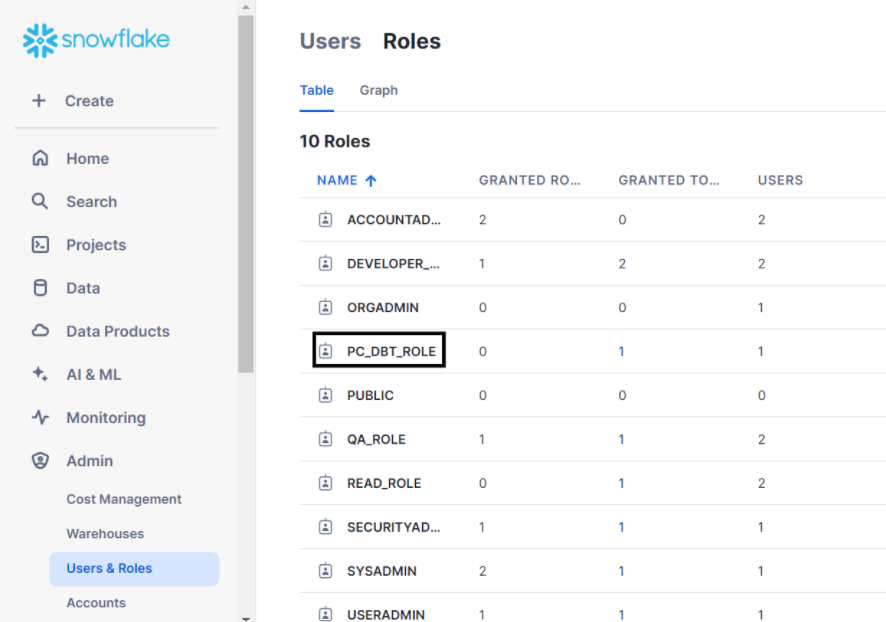 snowflake
Create
Home
Search
Projects
Data
Data Products
AI & ML
Monitoring
Admin
Cost Management
Warehouses
Users & Roles
Accounts
Users Roles
Table Graph
10 Roles
NAME GRANTED RO... GRANTED TO... USERS
ACCOUNTAD... 2 0 2
DEVELOPER_... 1 2 2
ORGADMIN 0 0 1
PC_DBT_ROLE 0 1 1
PUBLIC 0 0 0
QA_ROLE 1 1 2
READ_ROLE 0 1 2
SECURITYAD... 1 1 1
SYSADMIN 2 1 1
USERADMIN 1 1 1